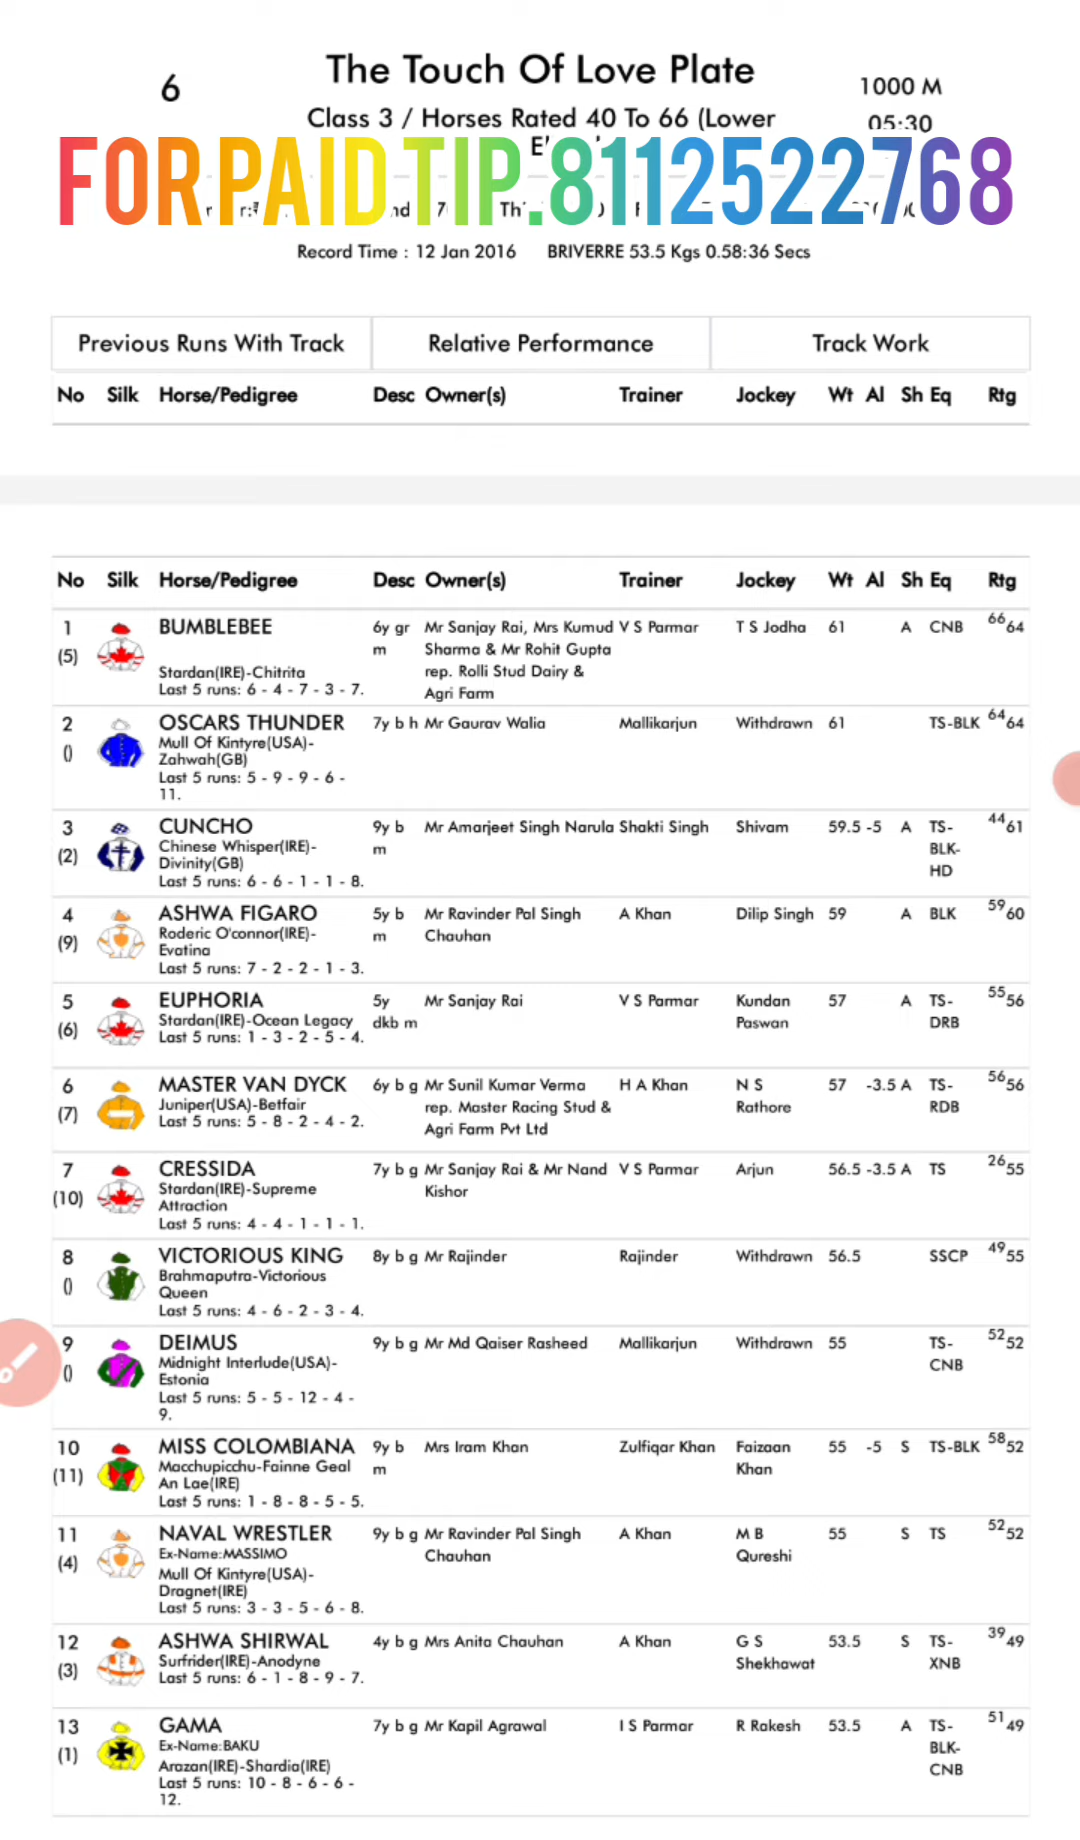 The Touch Of Love Plate
6
1000 M
Class 3 / Horses Rated 40 To 66 (Lower
05:30
FOR PAID TIP.8112522768
Record Time : 12 Jan 2016 BRIVERRE 53.5 Kgs 0.58:36 Secs
Previous Runs With Track Relative Performance Track Work
No Silk Horse/Pedigree Desc Owner(s) Trainer Jockey Wt Al Sh Eq Rtg
No Silk Horse/Pedigree Desc Owner(s) Trainer Jockey Wt Al Sh Eq Rtg
1 BUMBLEBEE 6y gr Mr Sanjay Rai, Mrs Kumud V S Parmar T S Jodha 61 A CNB 66 64
(5) m Sharma & Mr Rohit Gupta
Stardan(IRE)-Chitrita rep. Rolli Stud Dairy &
Last 5 runs: 6 - 4 - 7 - 3 - 7. Agri Farm
2 OSCARS THUNDER 7y b h Mr Gaurav Walia Mallikarjun Withdrawn 61 TS-BLK 64 64
() Mull Of Kintyre(USA)-
Zahwah(GB)
Last 5 runs: 5 - 9 - 9 - 6 -
11.
3 CUNCHO 9y b Mr Amarjeet Singh Narula Shakti Singh Shivam 59.5 -5 A TS- 44 61
(2) Chinese Whisper(IRE)- m BLK-
Divinity(GB) HD
Last 5 runs: 6 - 6 - 1 - 1 - 8.
4 ASHWA FIGARO 5y b Mr Ravinder Pal Singh A Khan Dilip Singh 59 A BLK 59 60
(9) Roderic O'connor(IRE)- m Chauhan
Evatina
Last 5 runs: 7 - 2 - 2 - 1 - 3.
5 EUPHORIA 5y Mr Sanjay Rai V S Parmar Kundan 57 A TS- 55 56
(6) Stardan(IRE)-Ocean Legacy dkb m Paswan DRB
Last 5 runs: 1 - 3 - 2 - 5 - 4.
6 MASTER VAN DYCK 6y b g Mr Sunil Kumar Verma H A Khan N S 57 -3.5 A TS- 56 56
(7) Juniper(USA)-Betfair rep. Master Racing Stud & Rathore RDB
Last 5 runs: 5 - 8 - 2 - 4 - 2. Agri Farm Pvt Ltd
7 CRESSIDA 7y b g Mr Sanjay Rai & Mr Nand V S Parmar Arjun 56.5 -3.5 A TS 26 55
(10) Stardan(IRE)-Supreme Kishor
Attraction
Last 5 runs: 4 - 4 - 1 - 1 - 1.
8 VICTORIOUS KING 8y b g Mr Rajinder Rajinder Withdrawn 56.5 SSCP 49 55
() Brahmaputra-Victorious
Queen
Last 5 runs: 4 - 6 - 2 - 3 - 4.
9 DEIMUS 9y b g Mr Md Qaiser Rasheed Mallikarjun Withdrawn 55 TS- 52 52
() Midnight Interlude(USA)- CNB
Estonia
Last 5 runs: 5 - 5 - 12 - 4 -
9.
10 MISS COLOMBIANA 9y b Mrs Iram Khan Zulfiqar Khan Faizaan 55 -5 S TS-BLK 58 52
(11) Macchupicchu-Fainne Geal m Khan
An Lae(IRE)
Last 5 runs: 1 - 8 - 8 - 5 - 5.
11 NAVAL WRESTLER 9y b g Mr Ravinder Pal Singh A Khan M B 55 S TS 52 52
(4) Ex-Name:MASSIMO Chauhan Qureshi
Mull Of Kintyre(USA)-
Dragnet(IRE)
Last 5 runs: 3 - 3 - 5 - 6 - 8.
12 ASHWA SHIRWAL 4y b g Mrs Anita Chauhan A Khan G S 53.5 S TS- 39 49
(3) Surfrider(IRE)-Anodyne Shekhawat XNB
Last 5 runs: 6 - 1 - 8 - 9 - 7.
13 GAMA 7y b g Mr Kapil Agrawal I S Parmar R Rakesh 53.5 A TS- 51 49
(1) Ex-Name:BAKU BLK-
Arazan(IRE)-Shardia(IRE) CNB
Last 5 runs: 10 - 8 - 6 - 6 -
12.